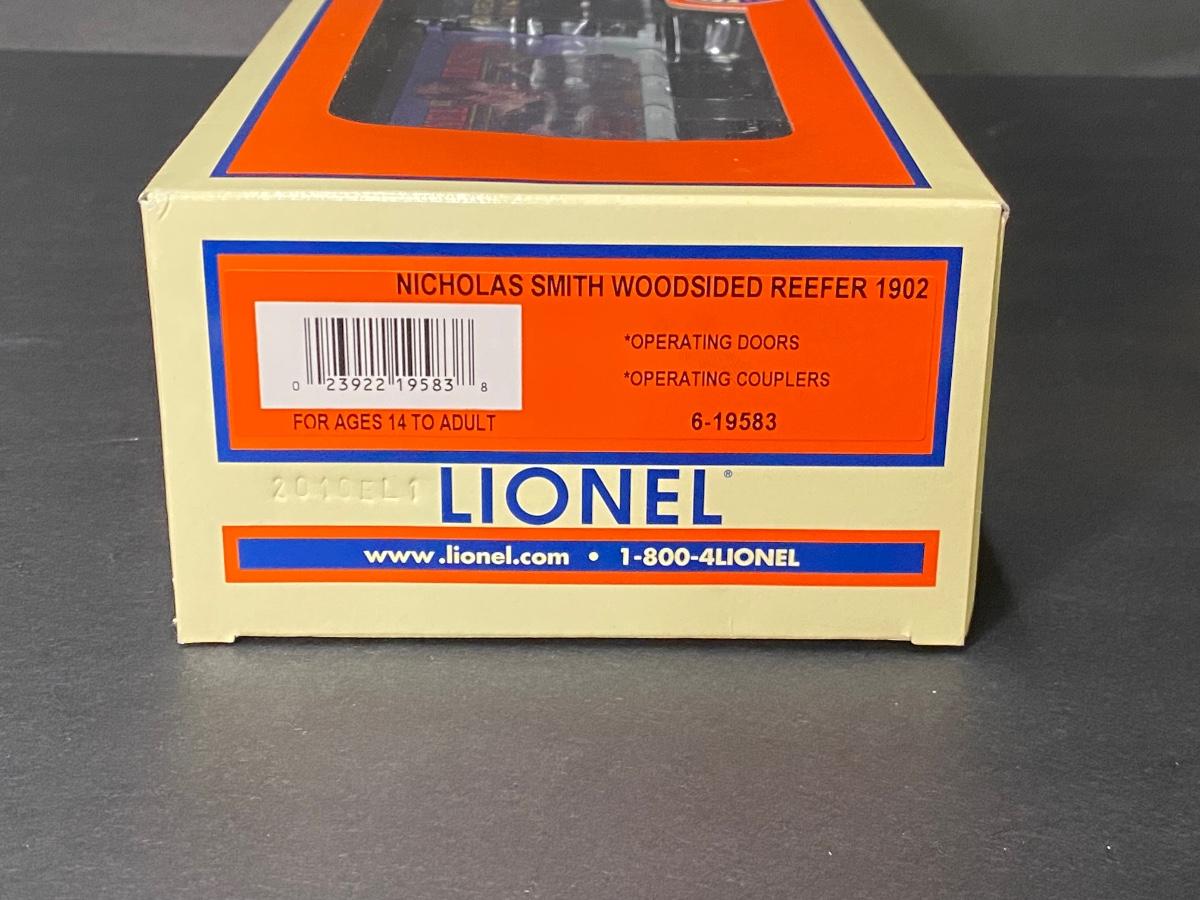 NICHOLAS SMITH WOODSIDED REEFER 1902
*OPERATING DOORS
*OPERATING COUPLERS
0 23922 19583 8
FOR AGES 14 TO ADULT
6-19583
2010EL1
LIONEL®
www.lionel.com • 1-800-4LIONEL